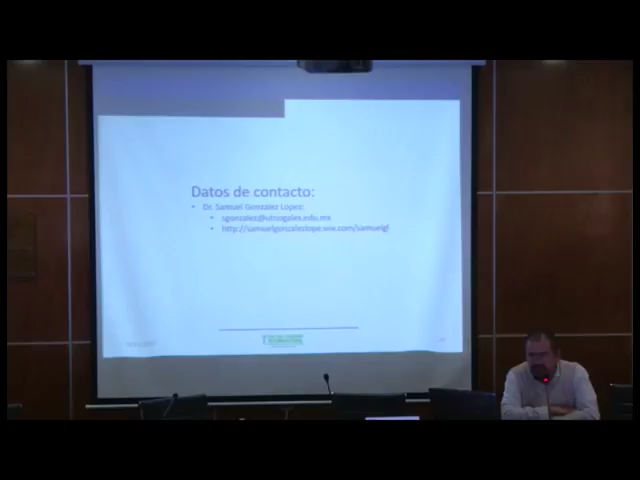 Datos de contacto:
• Dr. Samuel Gonzalez Lopez:
• sgonzalez@utnogales.edu.mx
• http://samuelgonzalezlope.wix.com/samuelgl